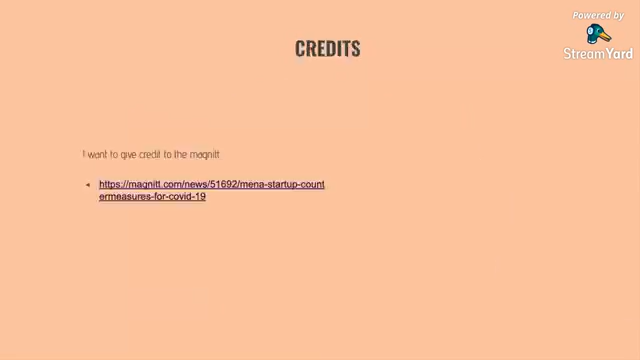 Powered by
StreamYard
CREDITS
I want to give credit to the magnitt
https://magnitt.com/news/51692/mena-startup-count
ermeasures-for-covid-19